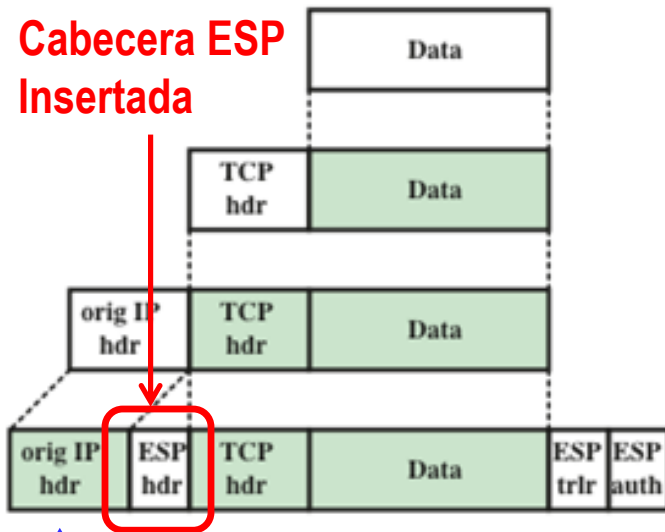 Cabecera ESP
Insertada
Data
TCP
hdr
Data
orig IP
hdr
TCP
hdr
Data
orig IP
hdr
ESP
hdr
TCP
hdr
Data
ESP
trlr
ESP
auth